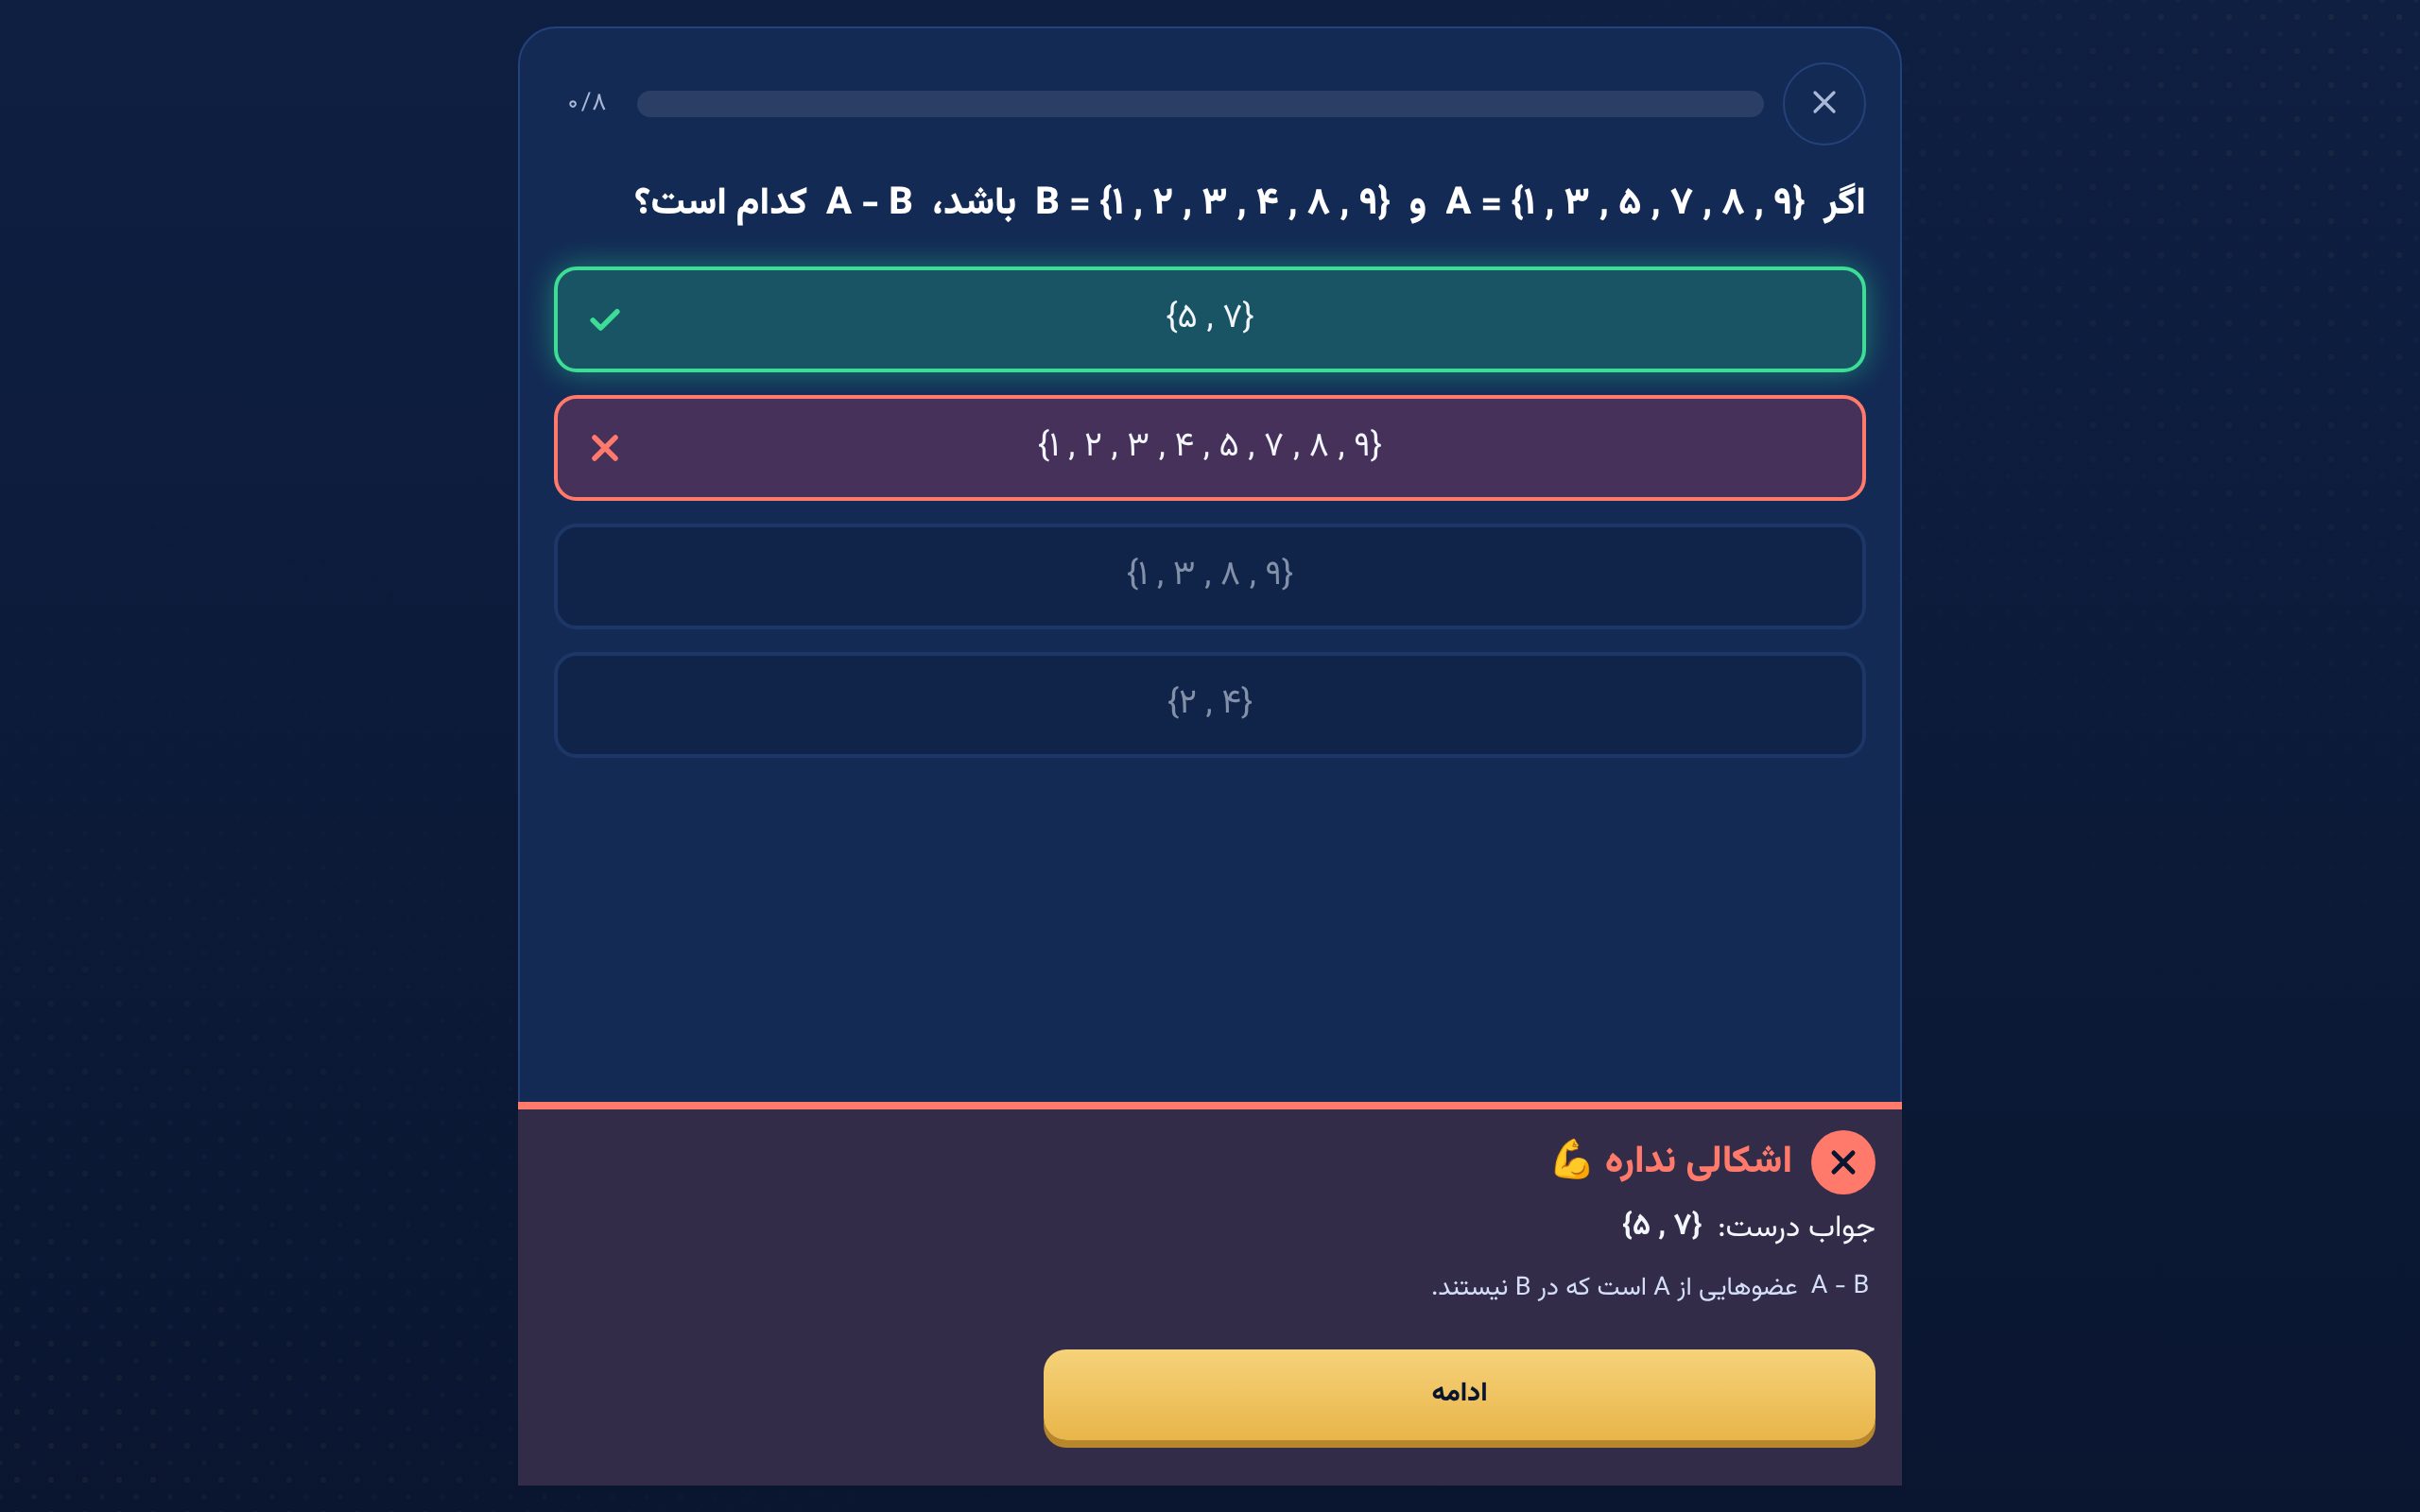 ۰/۸
اگر A = {۱ , ۳ , ۵ , ۷ , ۸ , ۹} و B = {۱ , ۲ , ۳ , ۴ , ۸ , ۹} باشد، A − B کدام است؟
{۵ , ۷}
{۱ , ۲ , ۳ , ۴ , ۵ , ۷ , ۸ , ۹}
{۱ , ۳ , ۸ , ۹}
{۲ , ۴}
اشکالی نداره 💪
جواب درست: {۵ , ۷}
A − B عضوهایی از A است که در B نیستند.
ادامه